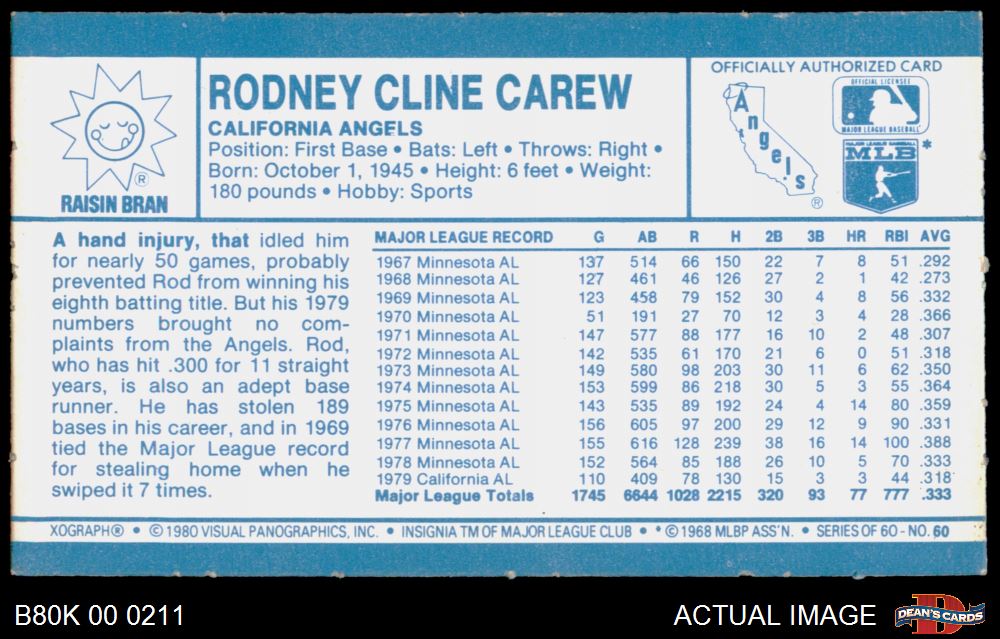 RODNEY CLINE CAREW
CALIFORNIA ANGELS
Position: First Base • Bats: Left • Throws: Right •
Born: October 1, 1945 • Height: 6 feet • Weight:
180 pounds • Hobby: Sports
®
RAISIN BRAN
OFFICIALLY AUTHORIZED CARD
Angels
®
OFFICIAL LICENSEE
MAJOR LEAGUE BASEBALL
MAJOR LEAGUE BASEBALL
MLB *
A hand injury, that idled him
for nearly 50 games, probably
prevented Rod from winning his
eighth batting title. But his 1979
numbers brought no com-
plaints from the Angels. Rod,
who has hit .300 for 11 straight
years, is also an adept base
runner. He has stolen 189
bases in his career, and in 1969
tied the Major League record
for stealing home when he
swiped it 7 times.
MAJOR LEAGUE RECORD G AB R H 2B 3B HR RBI AVG
1967 Minnesota AL 137 514 66 150 22 7 8 51 .292
1968 Minnesota AL 127 461 46 126 27 2 1 42 .273
1969 Minnesota AL 123 458 79 152 30 4 8 56 .332
1970 Minnesota AL 51 191 27 70 12 3 4 28 .366
1971 Minnesota AL 147 577 88 177 16 10 2 48 .307
1972 Minnesota AL 142 535 61 170 21 6 0 51 .318
1973 Minnesota AL 149 580 98 203 30 11 6 62 .350
1974 Minnesota AL 153 599 86 218 30 5 3 55 .364
1975 Minnesota AL 143 535 89 192 24 4 14 80 .359
1976 Minnesota AL 156 605 97 200 29 12 9 90 .331
1977 Minnesota AL 155 616 128 239 38 16 14 100 .388
1978 Minnesota AL 152 564 85 188 26 10 5 70 .333
1979 California AL 110 409 78 130 15 3 3 44 .318
Major League Totals 1745 6644 1028 2215 320 93 77 777 .333
XOGRAPH® • © 1980 VISUAL PANOGRAPHICS, INC. • INSIGNIA TM OF MAJOR LEAGUE CLUB • * © 1968 MLBP ASS'N. • SERIES OF 60 - NO. 60
B80K 00 0211
ACTUAL IMAGE
DEAN'S CARDS